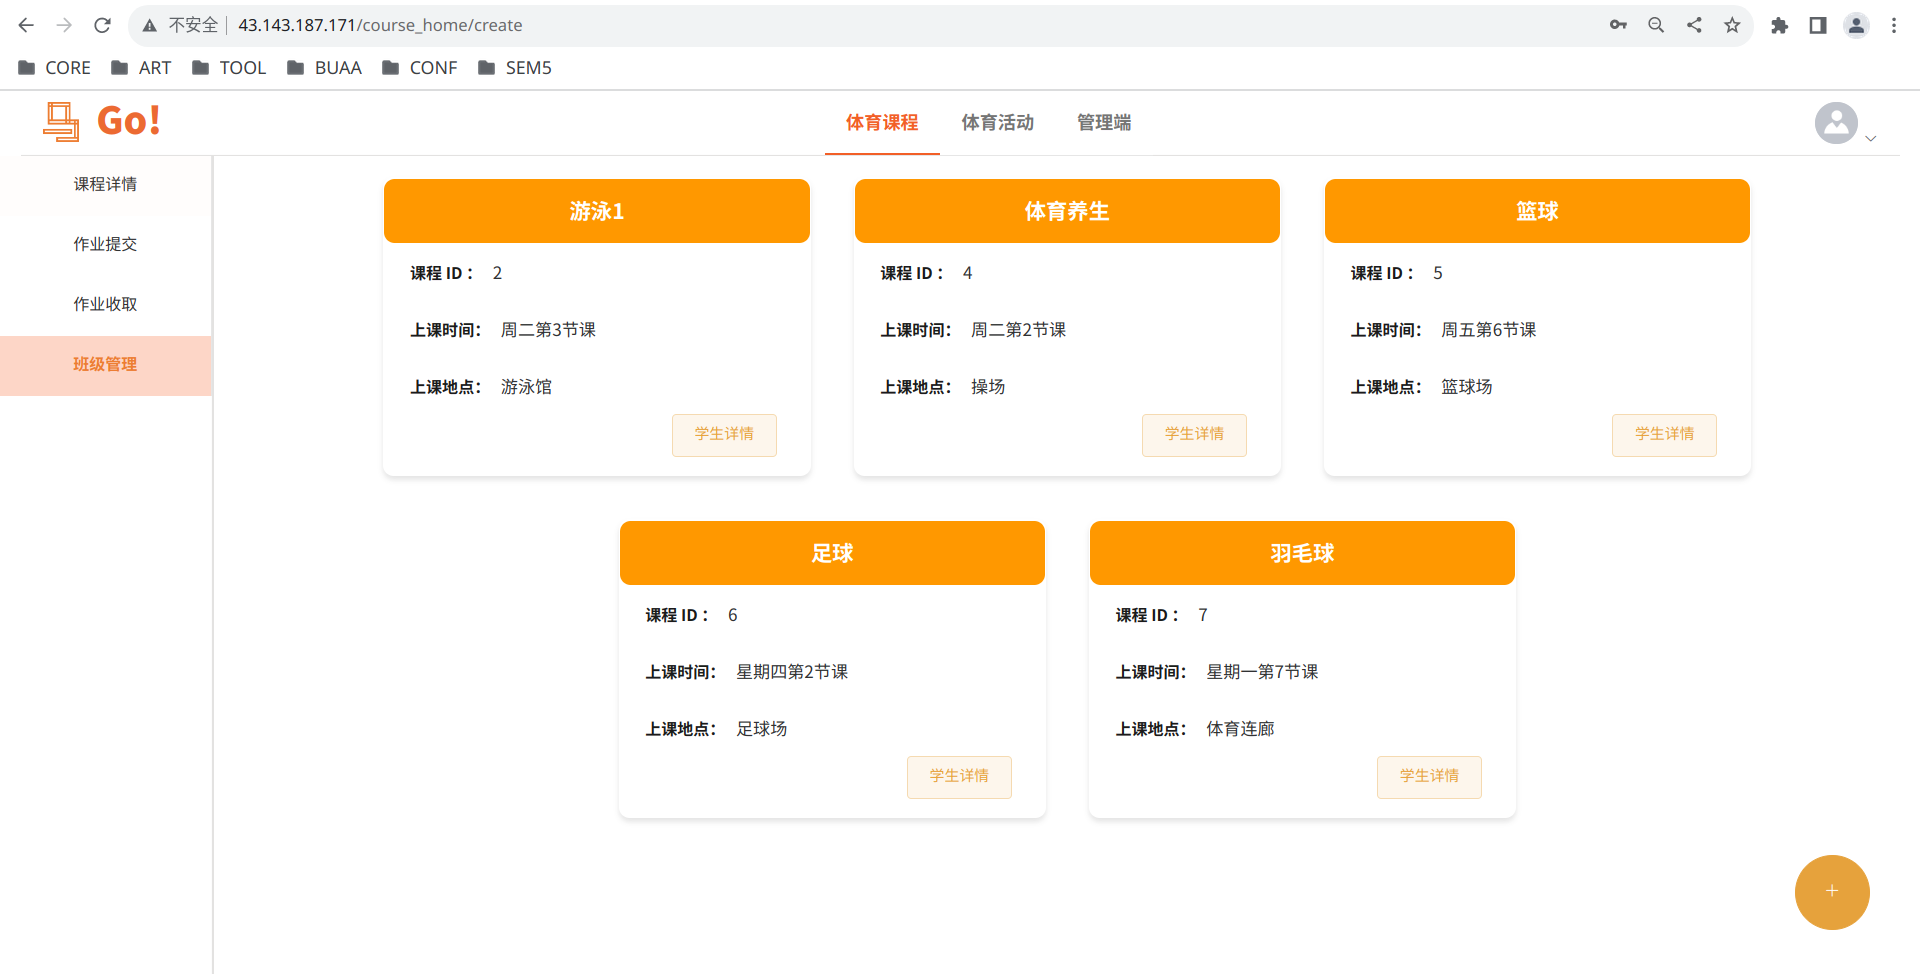 不安全 43.143.187.171/course_home/create
CORE ART TOOL BUAA CONF SEM5
Go! 体育课程 体育活动 管理端
课程详情
作业提交
作业收取
班级管理
游泳1
课程 ID： 2
上课时间： 周二第3节课
上课地点： 游泳馆
学生详情
体育养生
课程 ID： 4
上课时间： 周二第2节课
上课地点： 操场
学生详情
篮球
课程 ID： 5
上课时间： 周五第6节课
上课地点： 篮球场
学生详情
足球
课程 ID： 6
上课时间： 星期四第2节课
上课地点： 足球场
学生详情
羽毛球
课程 ID： 7
上课时间： 星期一第7节课
上课地点： 体育连廊
学生详情
+